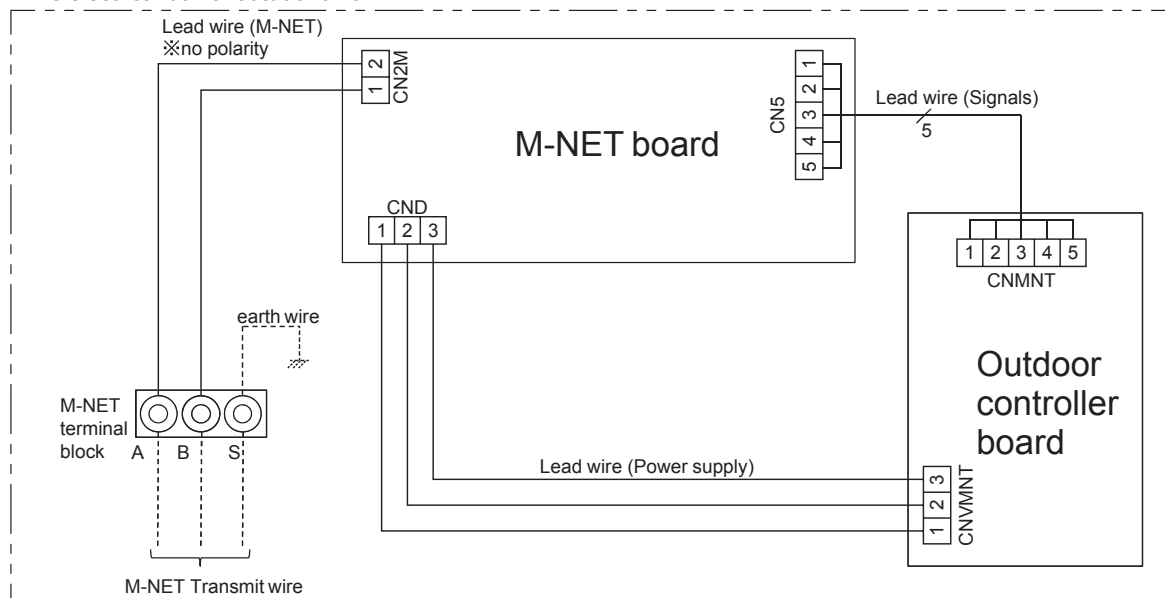 Lead wire (M-NET)
※no polarity
2
1
CN2M
1
2
3
4
5
CN5
Lead wire (Signals)
5
M-NET board
CND
1 2 3
1 2 3 4 5
CNMNT
earth wire
Outdoor
controller
board
M-NET
terminal
block
A B S
Lead wire (Power supply)
3
2
1
CNVMNT
M-NET Transmit wire